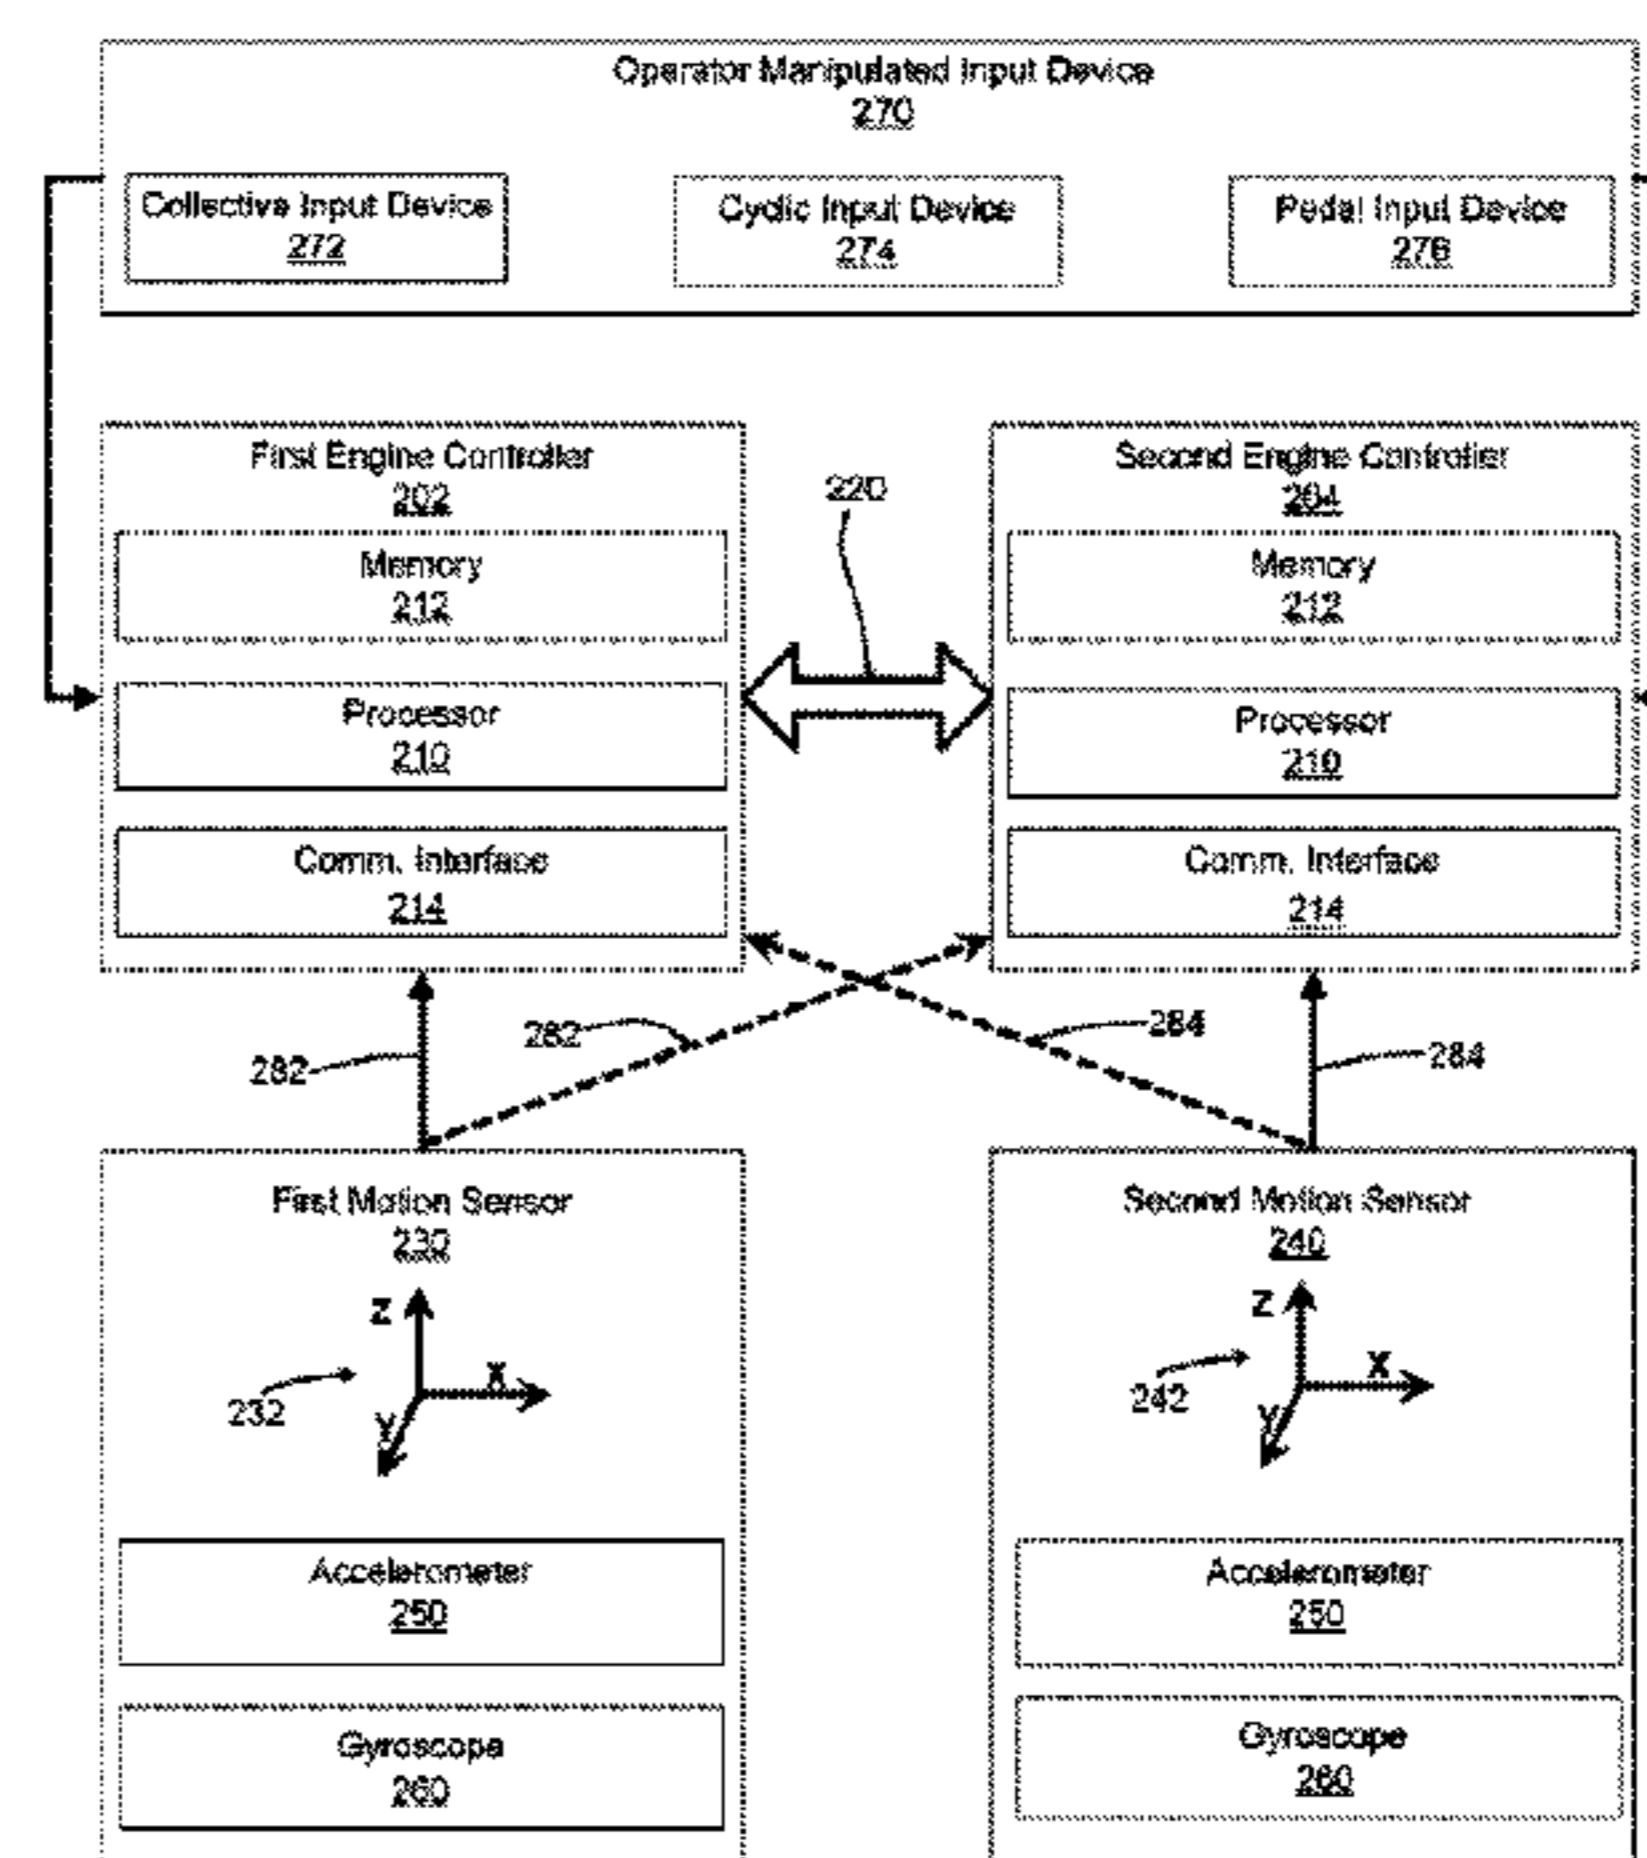 Operator Manipulated Input Device
270
Collective Input Device
272
Cyclic Input Device
274
Pedal Input Device
276
First Engine Controller
202
Memory
212
Processor
210
Comm. Interface
214
220
Second Engine Controller
204
Memory
212
Processor
210
Comm. Interface
214
282
282
284
284
First Motion Sensor
230
Z
X
Y
232
Accelerometer
250
Gyroscope
260
Second Motion Sensor
240
Z
X
Y
242
Accelerometer
250
Gyroscope
260